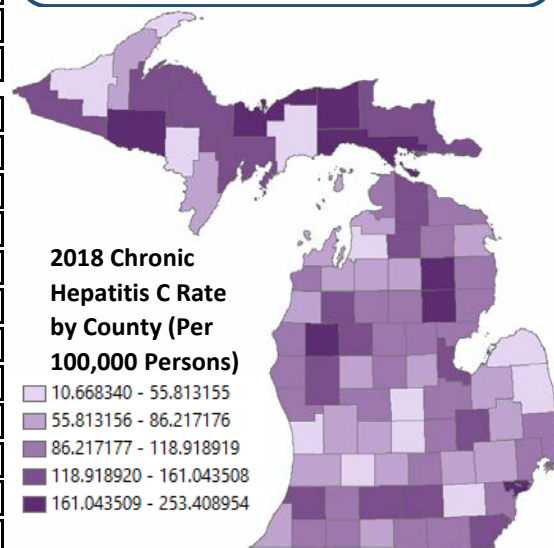 2018 Chronic
Hepatitis C Rate
by County (Per
100,000 Persons)
10.668340 - 55.813155
55.813156 - 86.217176
86.217177 - 118.918919
118.918920 - 161.043508
161.043509 - 253.408954